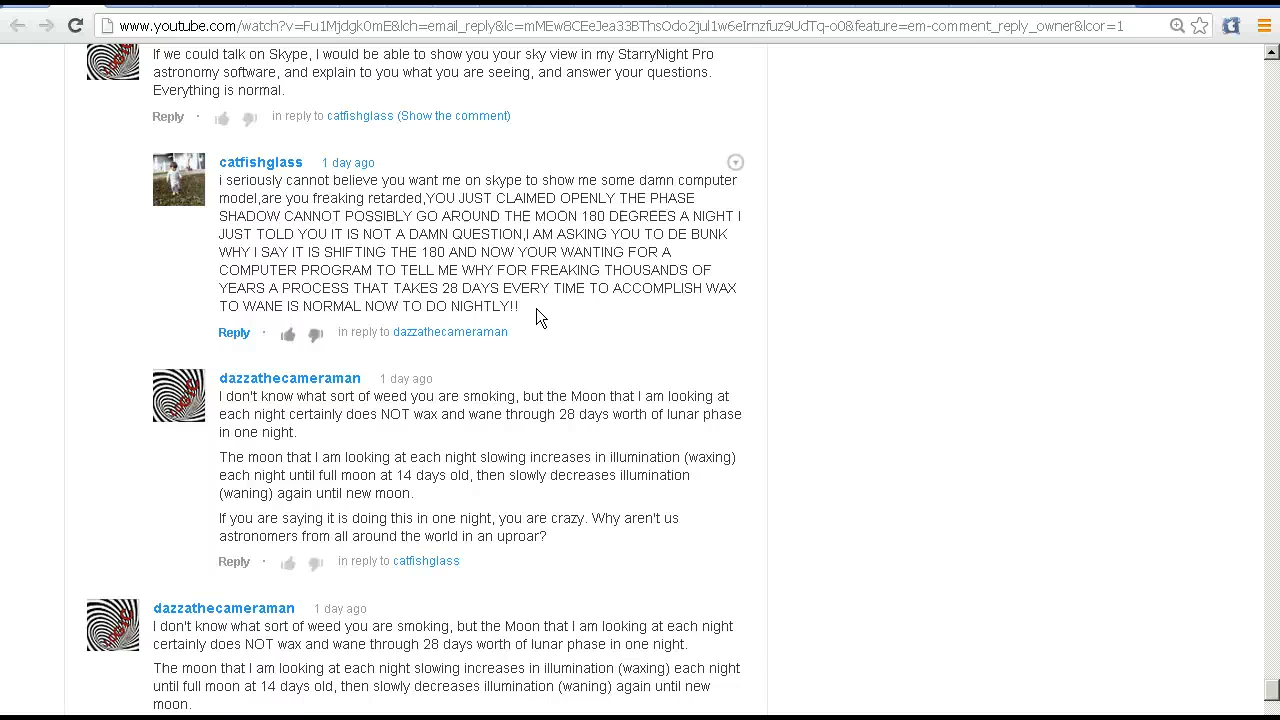 www.youtube.com/watch?v=Fu1Mjdgk0mE&lch=email_reply&lc=mMEw8CEeJea33BThsOdo2jul1w6eIrnzfuz9UdTq-o0&feature=em-comment_reply_owner&lcor=1
If we could talk on Skype, I would be able to show you your sky view in my StarryNight Pro
astronomy software, and explain to you what you are seeing, and answer your questions.
Everything is normal.
Reply · in reply to catfishglass (Show the comment)
catfishglass 1 day ago
i seriously cannot believe you want me on skype to show me some damn computer
model,are you freaking retarded,YOU JUST CLAIMED OPENLY THE PHASE
SHADOW CANNOT POSSIBLY GO AROUND THE MOON 180 DEGREES A NIGHT I
JUST TOLD YOU IT IS NOT A DAMN QUESTION,I AM ASKING YOU TO DE BUNK
WHY I SAY IT IS SHIFTING THE 180 AND NOW YOUR WANTING FOR A
COMPUTER PROGRAM TO TELL ME WHY FOR FREAKING THOUSANDS OF
YEARS A PROCESS THAT TAKES 28 DAYS EVERY TIME TO ACCOMPLISH WAX
TO WANE IS NORMAL NOW TO DO NIGHTLY!!
Reply · in reply to dazzathecameraman
dazzathecameraman 1 day ago
I don't know what sort of weed you are smoking, but the Moon that I am looking at
each night certainly does NOT wax and wane through 28 days worth of lunar phase
in one night.
The moon that I am looking at each night slowing increases in illumination (waxing)
each night until full moon at 14 days old, then slowly decreases illumination
(waning) again until new moon.
If you are saying it is doing this in one night, you are crazy. Why aren't us
astronomers from all around the world in an uproar?
Reply · in reply to catfishglass
dazzathecameraman 1 day ago
I don't know what sort of weed you are smoking, but the Moon that I am looking at each night
certainly does NOT wax and wane through 28 days worth of lunar phase in one night.
The moon that I am looking at each night slowing increases in illumination (waxing) each night
until full moon at 14 days old, then slowly decreases illumination (waning) again until new
moon.